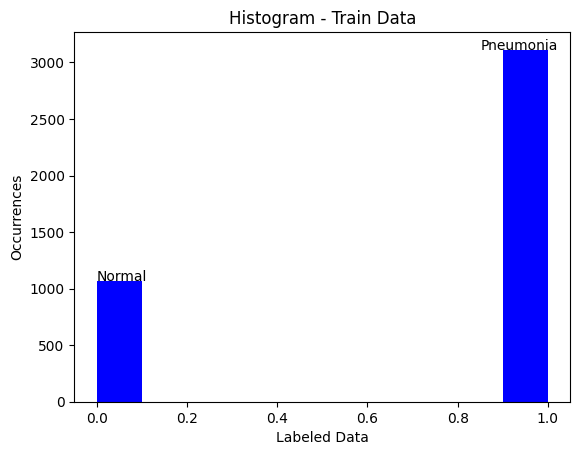 Histogram - Train Data
Pneumonia
Normal
Occurrences
3000
2500
2000
1500
1000
500
0
0.0 0.2 0.4 0.6 0.8 1.0
Labeled Data